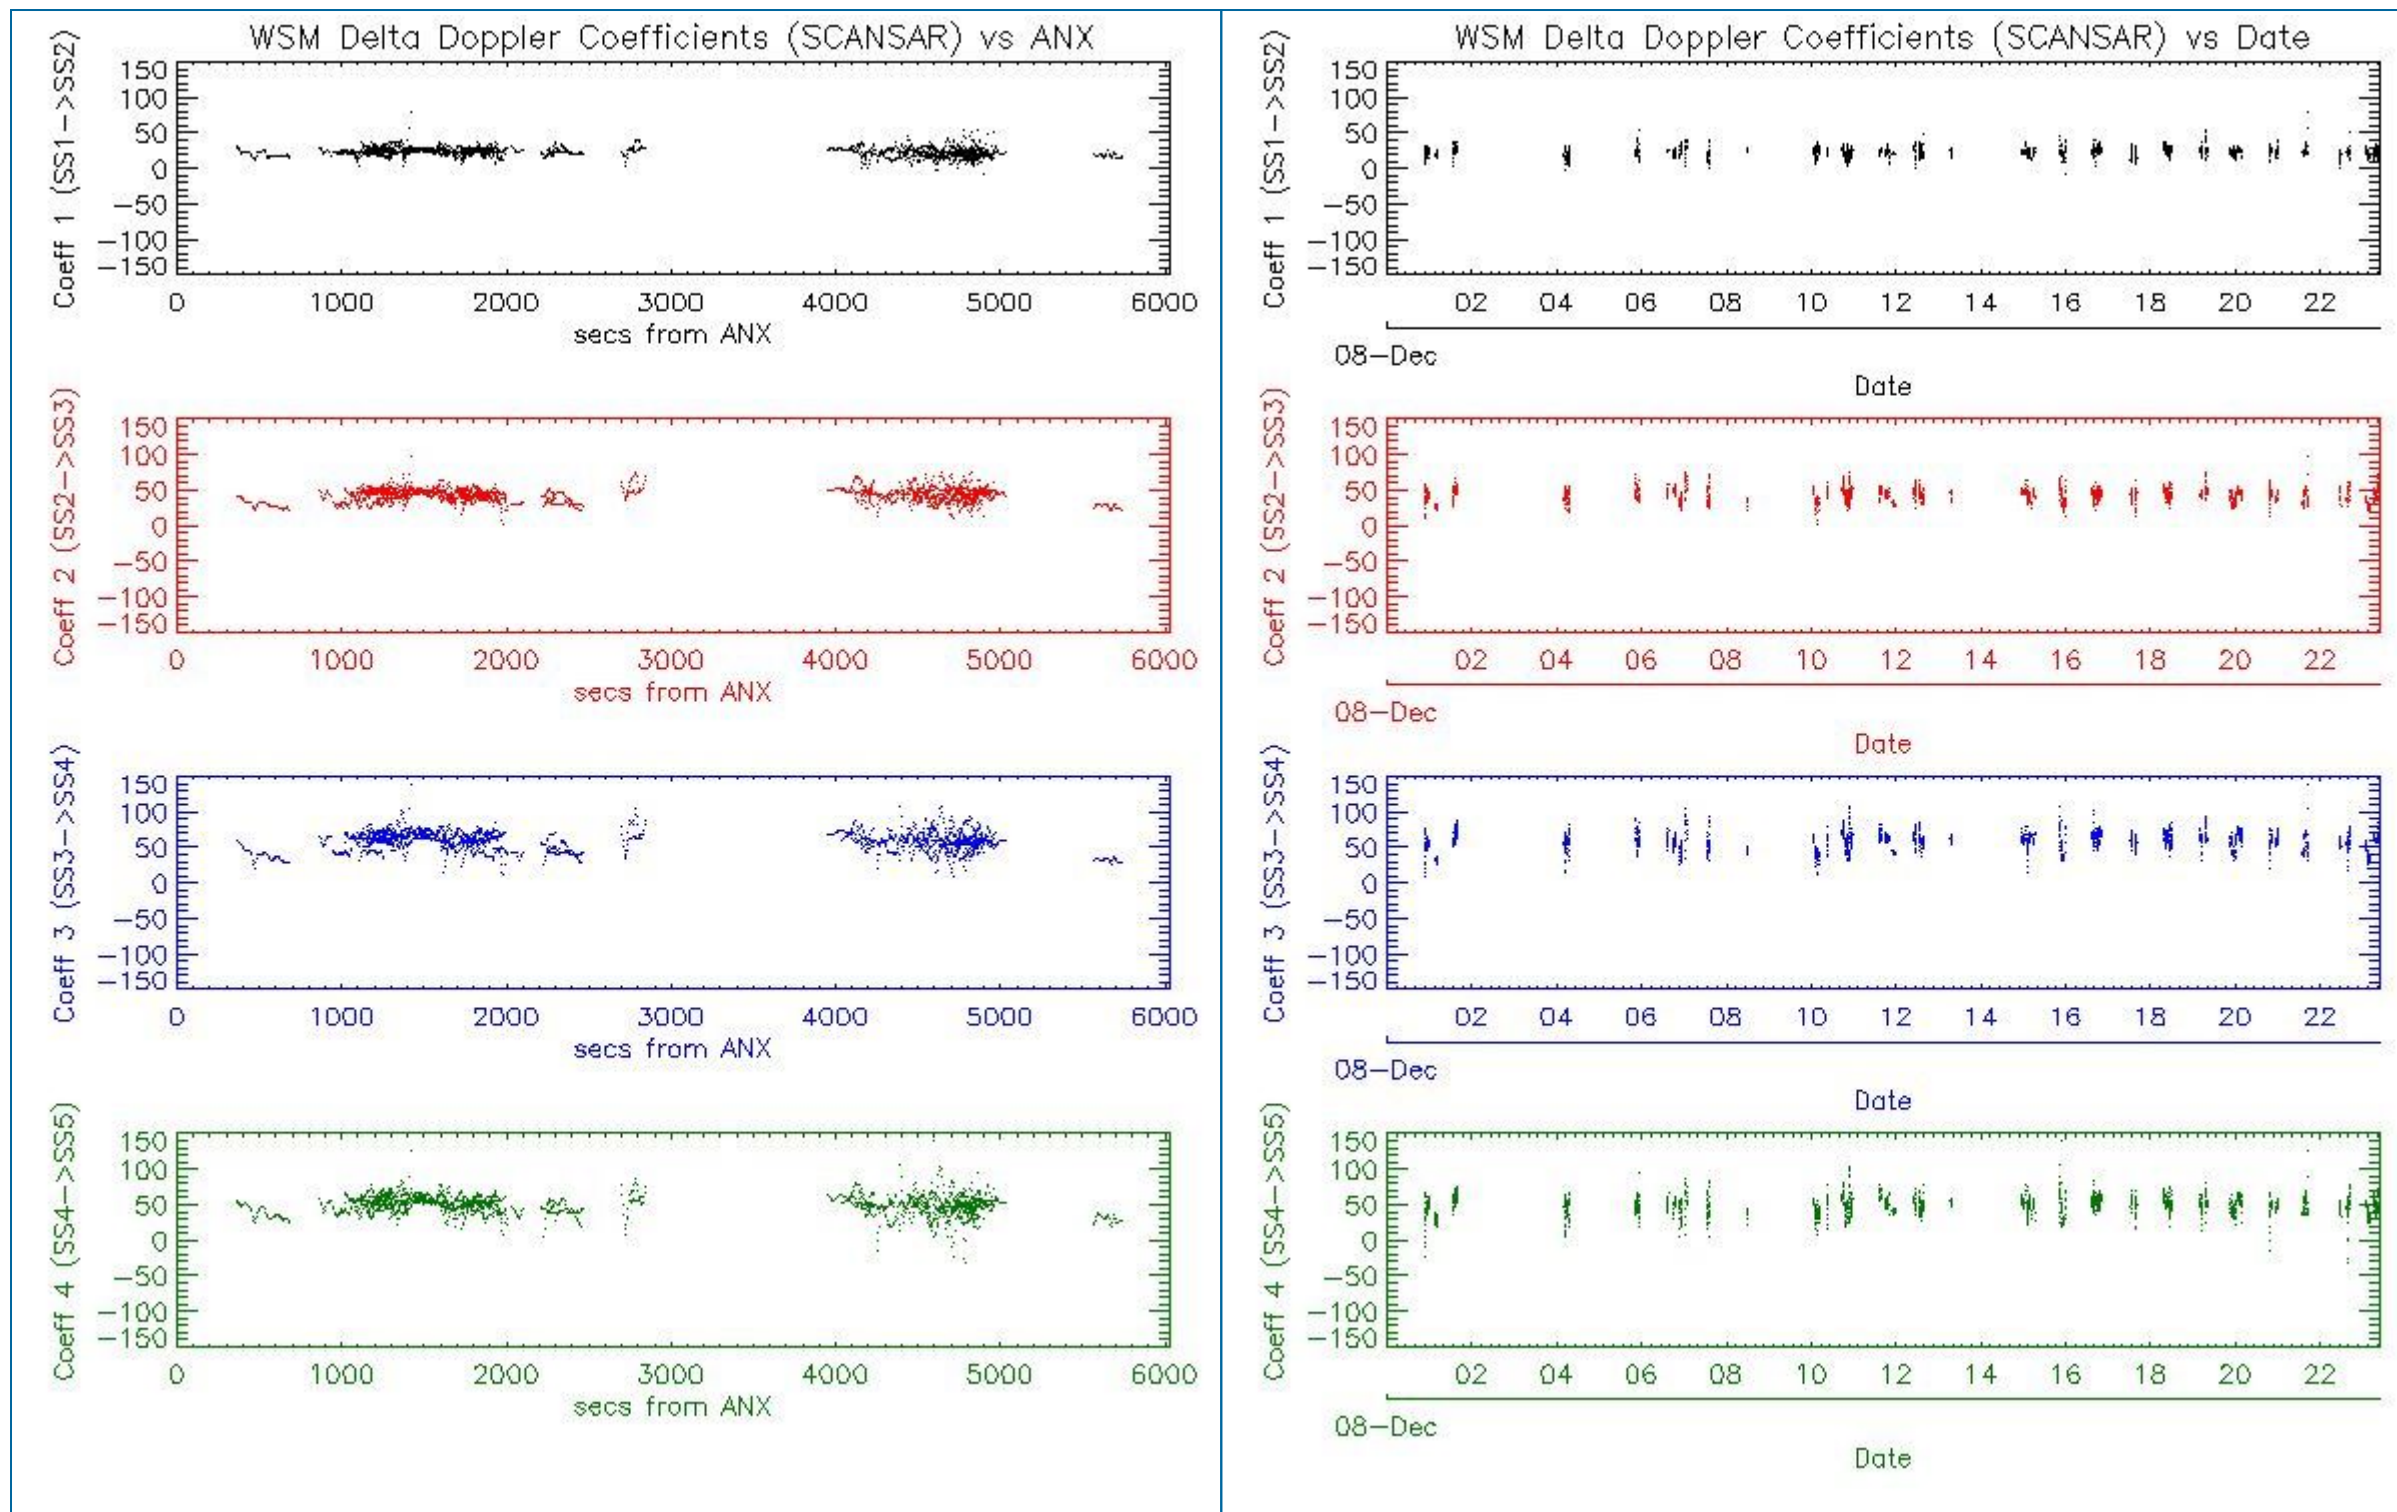 WSM Delta Doppler Coefficients (SCANSAR) vs ANX
Coeff 1 (SS1->SS2)
150
100
50
0
-50
-100
-150
0 1000 2000 3000 4000 5000 6000
secs from ANX
Coeff 2 (SS2->SS3)
150
100
50
0
-50
-100
-150
0 1000 2000 3000 4000 5000 6000
secs from ANX
Coeff 3 (SS3->SS4)
150
100
50
0
-50
-100
-150
0 1000 2000 3000 4000 5000 6000
secs from ANX
Coeff 4 (SS4->SS5)
150
100
50
0
-50
-100
-150
0 1000 2000 3000 4000 5000 6000
secs from ANX
WSM Delta Doppler Coefficients (SCANSAR) vs Date
Coeff 1 (SS1->SS2)
150
100
50
0
-50
-100
-150
02 04 06 08 10 12 14 16 18 20 22
08-Dec
Date
Coeff 2 (SS2->SS3)
150
100
50
0
-50
-100
-150
02 04 06 08 10 12 14 16 18 20 22
08-Dec
Date
Coeff 3 (SS3->SS4)
150
100
50
0
-50
-100
-150
02 04 06 08 10 12 14 16 18 20 22
08-Dec
Date
Coeff 4 (SS4->SS5)
150
100
50
0
-50
-100
-150
02 04 06 08 10 12 14 16 18 20 22
08-Dec
Date